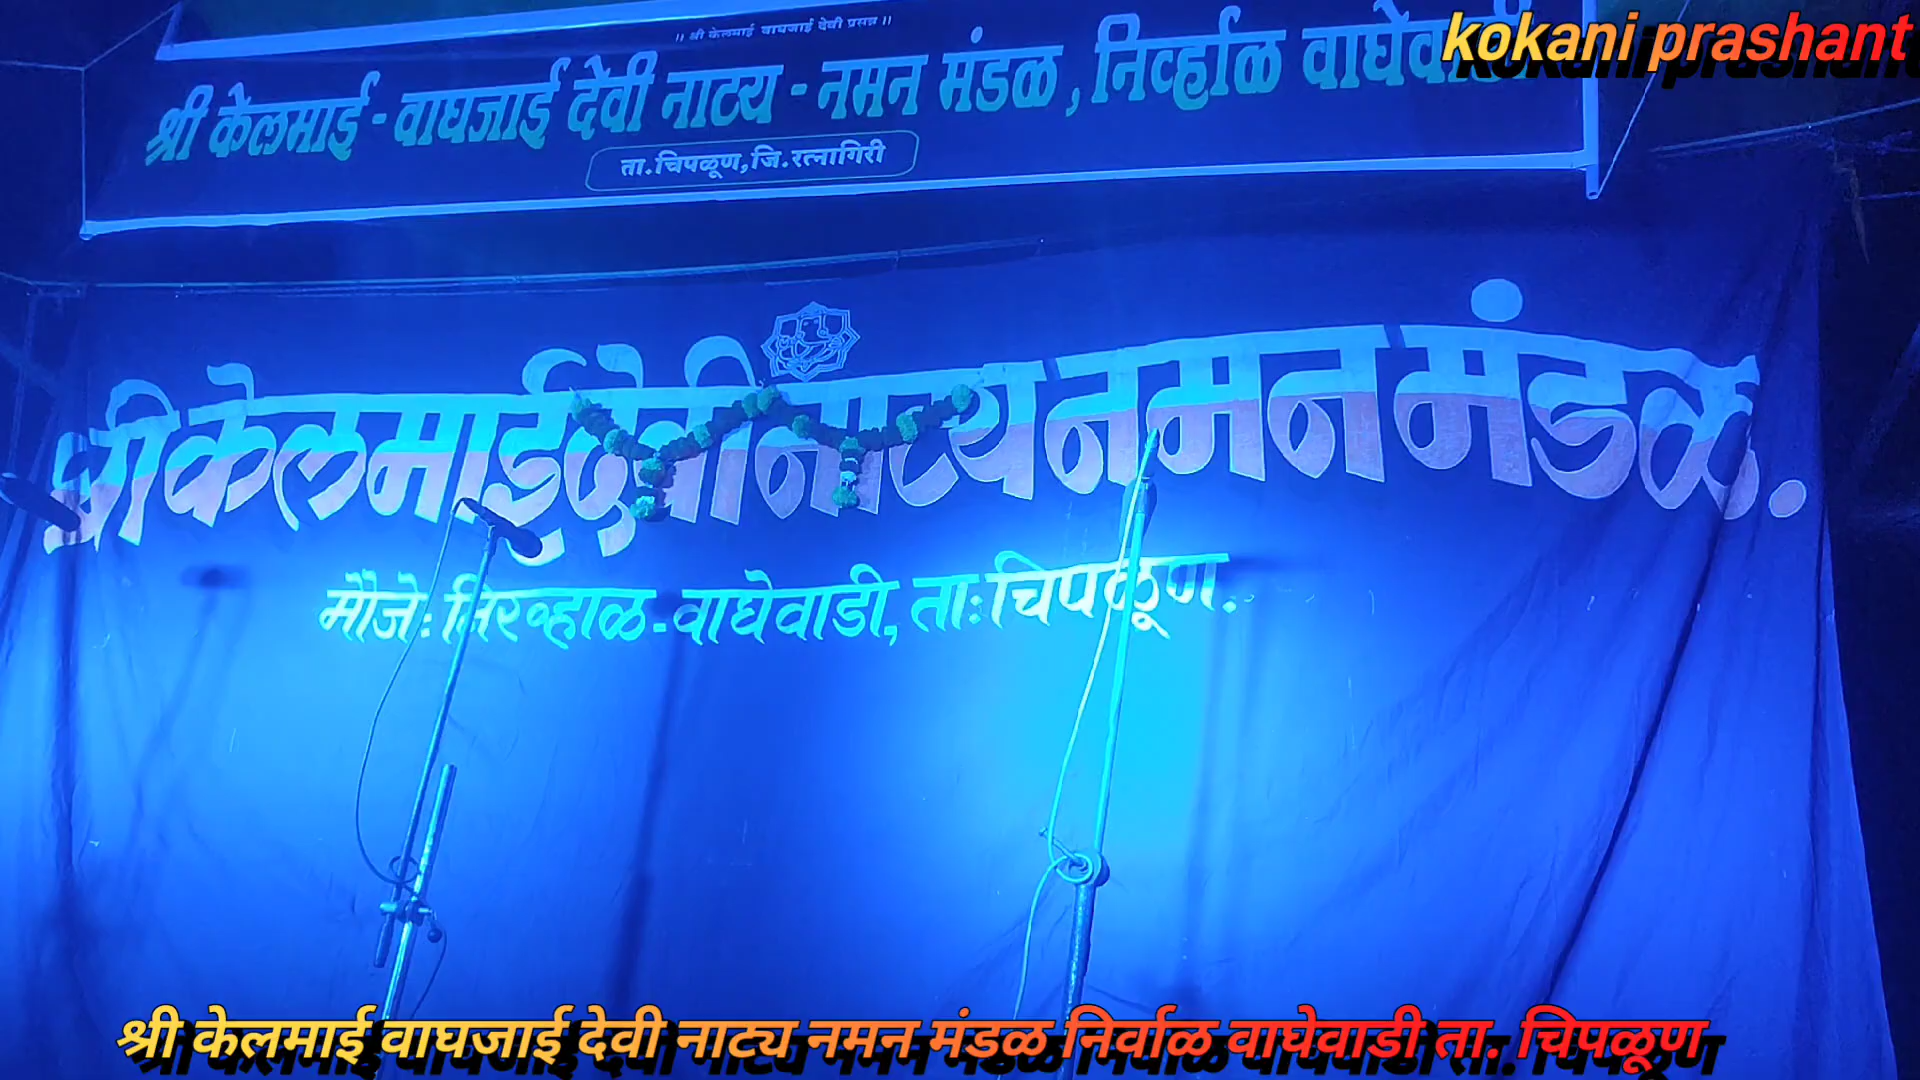 kokani prashant
॥ श्री केलमाई वाघजाई देवी प्रसन्न ॥
श्री केलमाई - वाघजाई देवी नाट्य - नमन मंडळ, निर्व्हाळ वाघेवाडी
ता. चिपळूण, जि. रत्नागिरी
श्री केलमाई देवी नाट्य नमन मंडळ.
मौजे: निरव्हाळ - वाघेवाडी, ता: चिपळूण.
श्री केलमाई वाघजाई देवी नाट्य नमन मंडळ निर्वाळ वाघेवाडी ता. चिपळूण